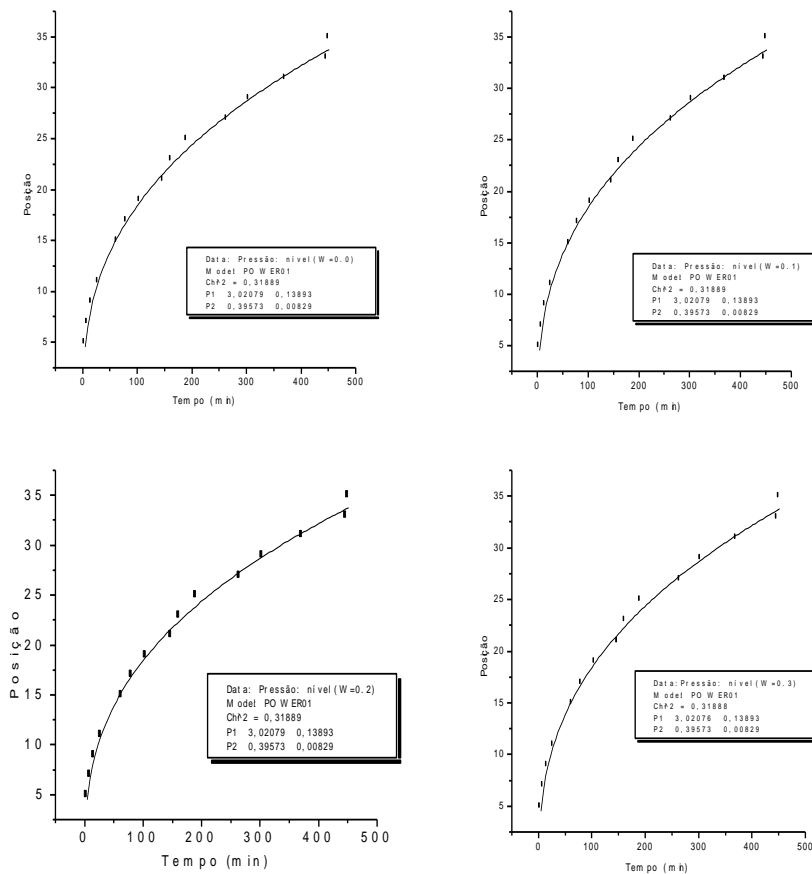 35
30
25
20
15
10
5
Posição
Data: Pressão: nível(W=0.0)
Model: POWER01
Chi^2 = 0,31889
P1 3,02079 0,13893
P2 0,39573 0,00829
0 100 200 300 400 500
Tempo (min)
35
30
25
20
15
10
5
Posição
Data: Pressão: nível(W=0.1)
Model: POWER01
Chi^2 = 0,31889
P1 3,02079 0,13893
P2 0,39573 0,00829
0 100 200 300 400 500
Tempo (min)
35
30
25
20
15
10
5
Posição
Data: Pressão: nível(W=0.2)
Model: POWER01
Chi^2 = 0,31889
P1 3,02079 0,13893
P2 0,39573 0,00829
0 100 200 300 400 500
Tempo (min)
35
30
25
20
15
10
5
Posição
Data: Pressão: nível(W=0.3)
Model: POWER01
Chi^2 = 0,31888
P1 3,02076 0,13893
P2 0,39573 0,00829
0 100 200 300 400 500
Tempo (min)